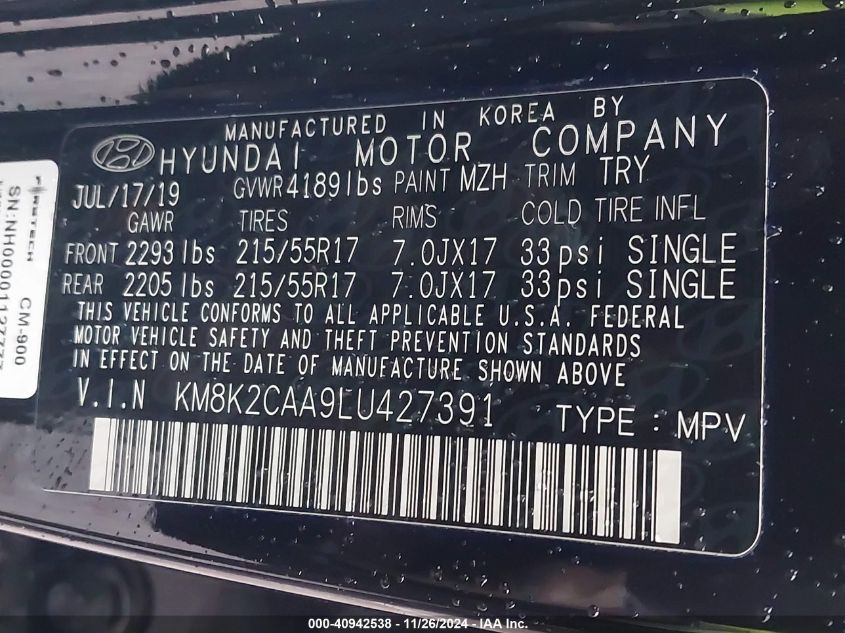 MANUFACTURED IN KOREA BY
HYUNDAI MOTOR COMPANY
JUL/17/19 GVWR4189lbs PAINT MZH TRIM TRY
GAWR TIRES RIMS COLD TIRE INFL
FRONT 2293lbs 215/55R17 7.0JX17 33psi SINGLE
REAR 2205lbs 215/55R17 7.0JX17 33psi SINGLE
THIS VEHICLE CONFORMS TO ALL APPLICABLE U.S.A. FEDERAL
MOTOR VEHICLE SAFETY AND THEFT PREVENTION STANDARDS
IN EFFECT ON THE DATE OF MANUFACTURE SHOWN ABOVE
V.I.N KM8K2CAA9LU427391 TYPE : MPV
CM-900
000-40942538 - 11/26/2024 - IAAI, Inc.